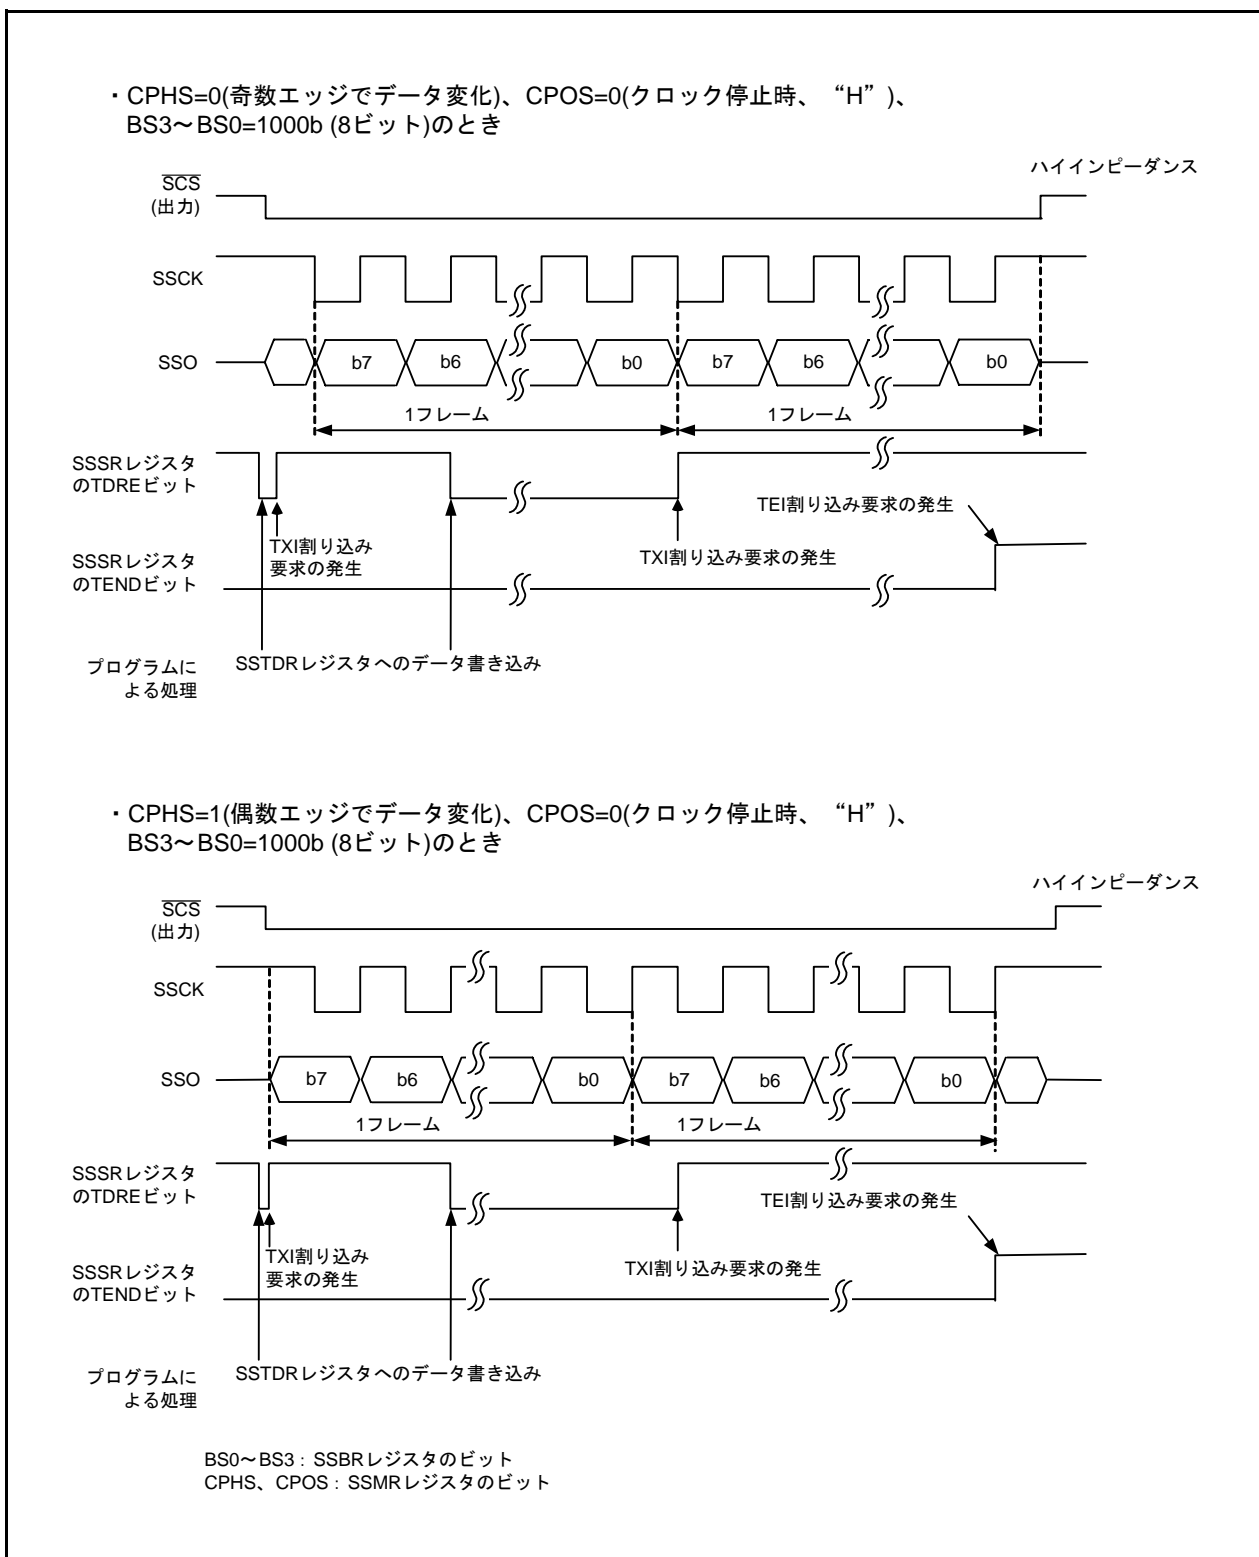 ・CPHS=0(奇数エッジでデータ変化)、CPOS=0(クロック停止時、“H”)、
BS3～BS0=1000b (8ビット)のとき
ハイインピーダンス
SCS
(出力)
SSCK
SSO
b7
b6
b0
b7
b6
b0
1フレーム
1フレーム
SSSRレジスタ
のTDREビット
TEI割り込み要求の発生
TXI割り込み
要求の発生
TXI割り込み要求の発生
SSSRレジスタ
のTENDビット
プログラムに
よる処理
SSTDRレジスタへのデータ書き込み
・CPHS=1(偶数エッジでデータ変化)、CPOS=0(クロック停止時、“H”)、
BS3～BS0=1000b (8ビット)のとき
ハイインピーダンス
SCS
(出力)
SSCK
SSO
b7
b6
b0
b7
b6
b0
1フレーム
1フレーム
SSSRレジスタ
のTDREビット
TEI割り込み要求の発生
TXI割り込み
要求の発生
TXI割り込み要求の発生
SSSRレジスタ
のTENDビット
プログラムに
よる処理
SSTDRレジスタへのデータ書き込み
BS0～BS3 : SSBRレジスタのビット
CPHS、CPOS : SSMRレジスタのビット